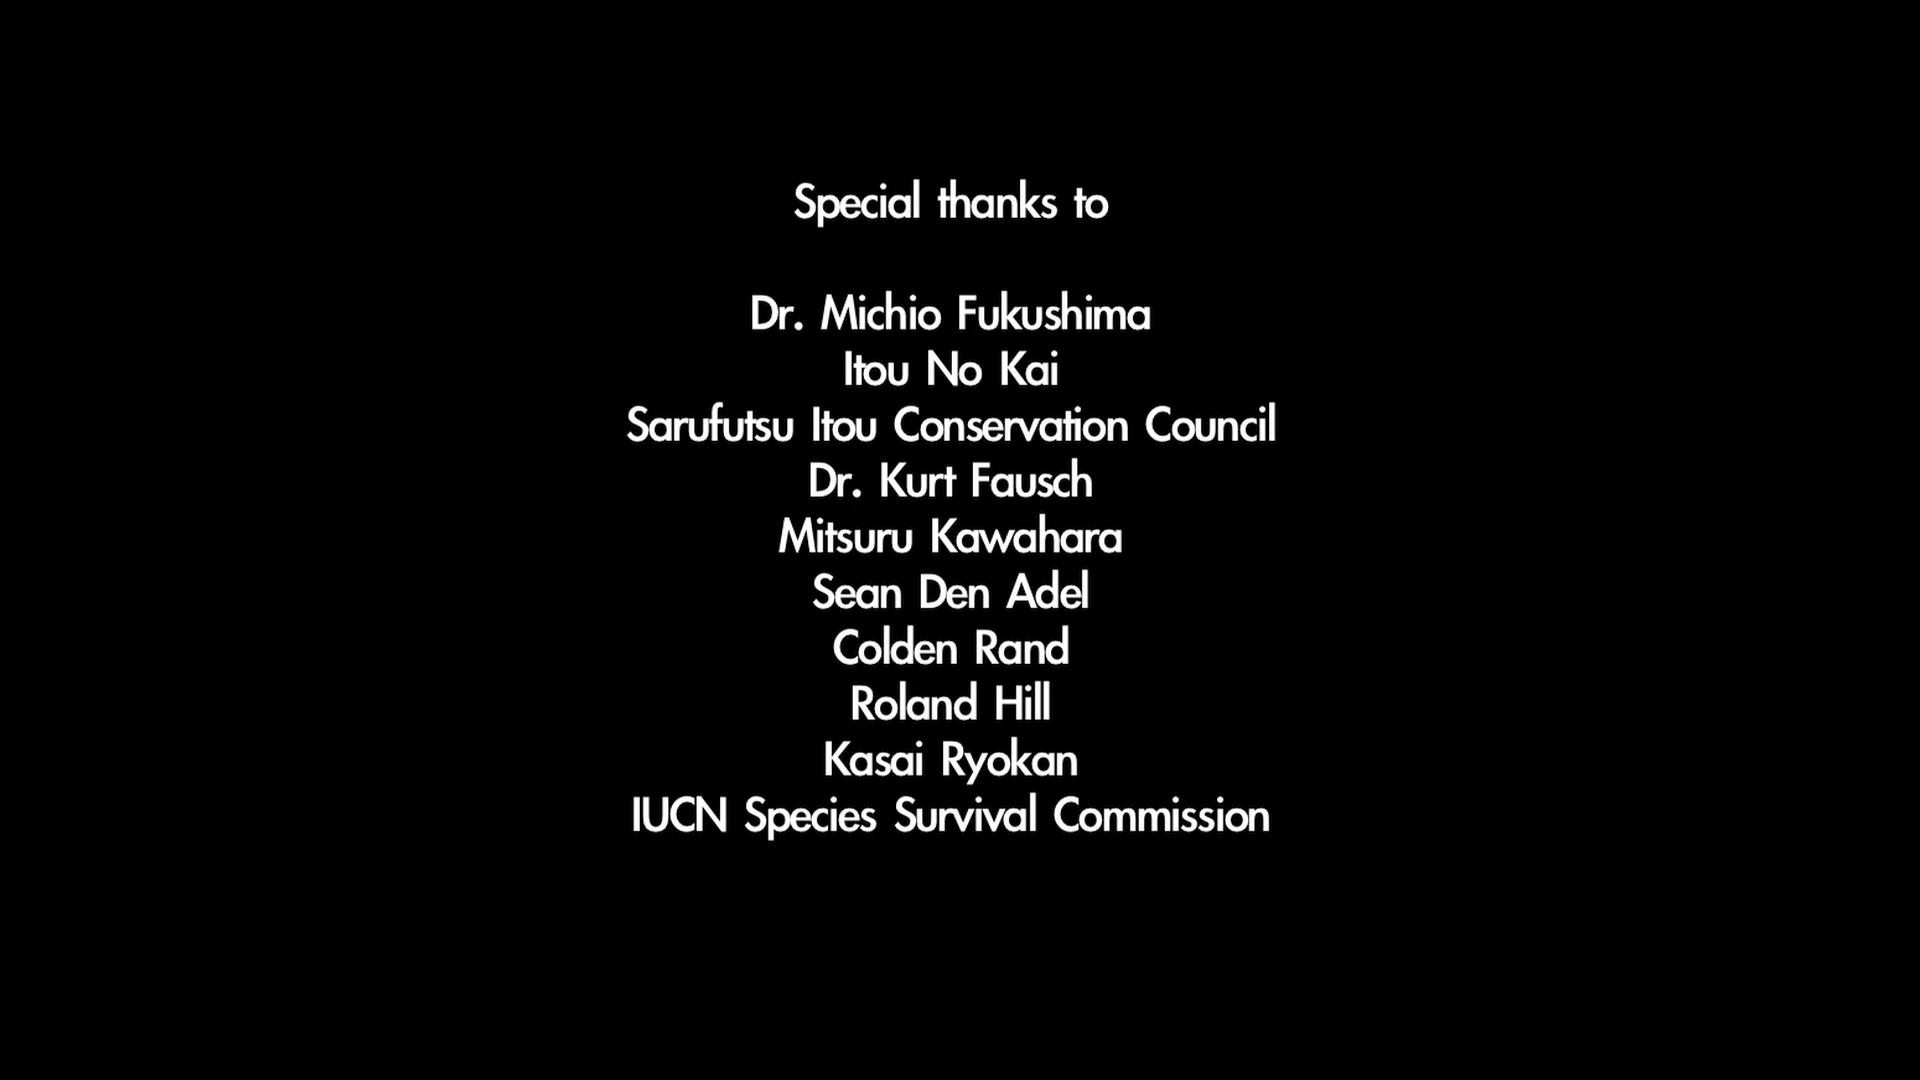 Special thanks to
Dr. Michio Fukushima
Itou No Kai
Sarufutsu Itou Conservation Council
Dr. Kurt Fausch
Mitsuru Kawahara
Sean Den Adel
Colden Rand
Roland Hill
Kasai Ryokan
IUCN Species Survival Commission